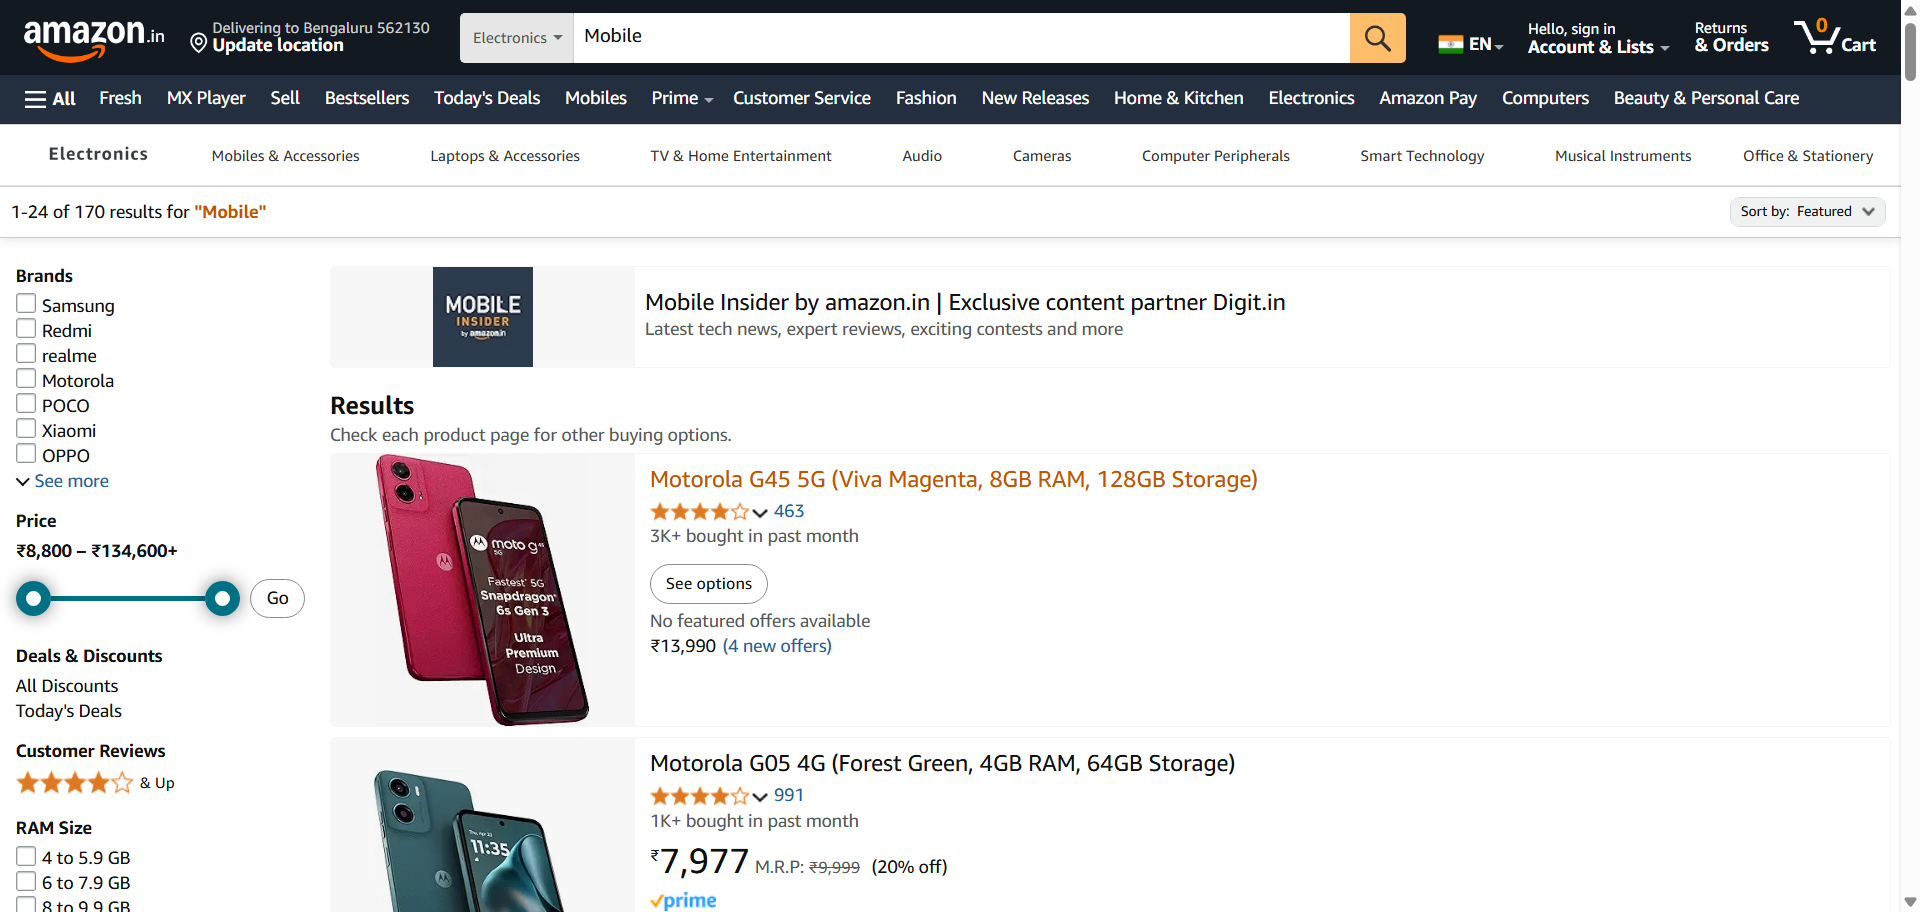 amazon.in
Delivering to Bengaluru 562130
Update location
Electronics
Mobile
EN
Hello, sign in
Account & Lists
Returns
& Orders
0
Cart
All
Fresh
MX Player
Sell
Bestsellers
Today's Deals
Mobiles
Prime
Customer Service
Fashion
New Releases
Home & Kitchen
Electronics
Amazon Pay
Computers
Beauty & Personal Care
Electronics
Mobiles & Accessories
Laptops & Accessories
TV & Home Entertainment
Audio
Cameras
Computer Peripherals
Smart Technology
Musical Instruments
Office & Stationery
1-24 of 170 results for "Mobile"
Sort by: Featured
Brands
Samsung
Redmi
realme
Motorola
POCO
Xiaomi
OPPO
See more
Price
₹8,800 – ₹134,600+
Go
Deals & Discounts
All Discounts
Today's Deals
Customer Reviews
& Up
RAM Size
4 to 5.9 GB
6 to 7.9 GB
8 to 9.9 GB
MOBILE
INSIDER
by amazon.in
Mobile Insider by amazon.in | Exclusive content partner Digit.in
Latest tech news, expert reviews, exciting contests and more
Results
Check each product page for other buying options.
moto g45
5G
Fastest 5G
Snapdragon
6s Gen 3
Ultra
Premium
Design
Motorola G45 5G (Viva Magenta, 8GB RAM, 128GB Storage)
463
3K+ bought in past month
See options
No featured offers available
₹13,990 (4 new offers)
Thu, Apr 23
11:35
Motorola G05 4G (Forest Green, 4GB RAM, 64GB Storage)
991
1K+ bought in past month
₹7,977 M.R.P: ₹9,999 (20% off)
prime